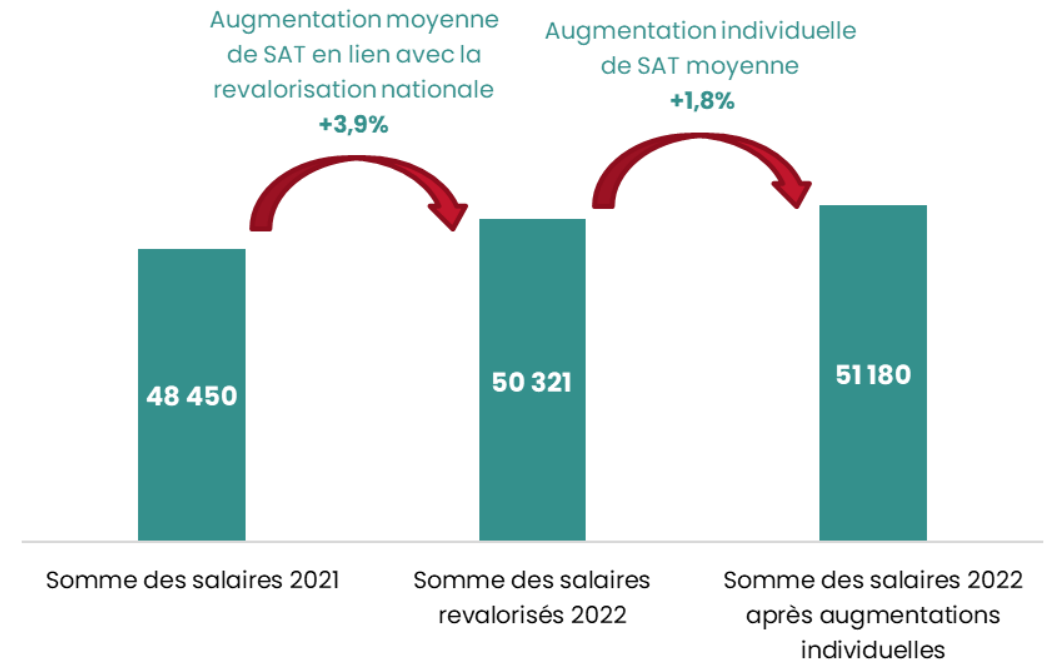 Augmentation moyenne
de SAT en lien avec la
revalorisation nationale
+3,9%
Augmentation individuelle
de SAT moyenne
+1,8%
48 450
50 321
51 180
Somme des salaires 2021
Somme des salaires
revalorisés 2022
Somme des salaires 2022
après augmentations
individuelles